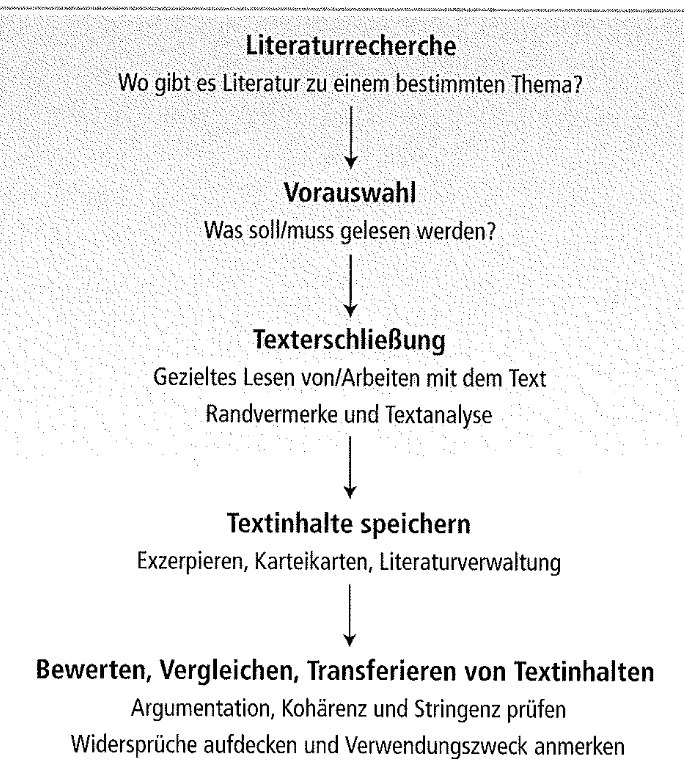 Literaturrecherche
Wo gibt es Literatur zu einem bestimmten Thema?
Vorauswahl
Was soll/muss gelesen werden?
Texterschließung
Gezieltes Lesen von/Arbeiten mit dem Text
Randvermerke und Textanalyse
Textinhalte speichern
Exzerpieren, Karteikarten, Literaturverwaltung
Bewerten, Vergleichen, Transferieren von Textinhalten
Argumentation, Kohärenz und Stringenz prüfen
Widersprüche aufdecken und Verwendungszweck anmerken